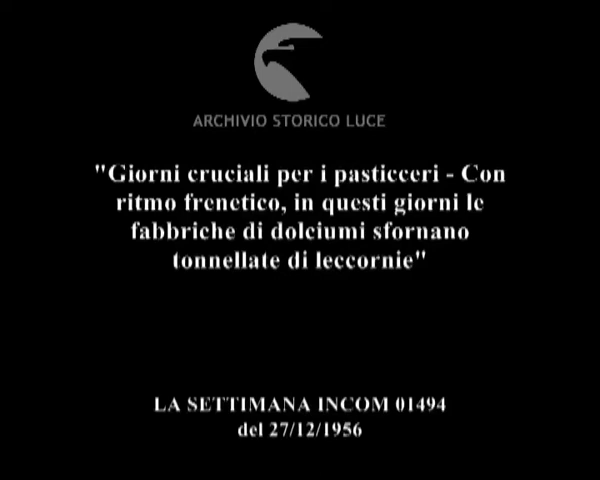 ARCHIVIO STORICO LUCE
"Giorni cruciali per i pasticceri - Con
ritmo frenetico, in questi giorni le
fabbriche di dolciumi sfornano
tonnellate di leccornie"
LA SETTIMANA INCOM 01494
del 27/12/1956